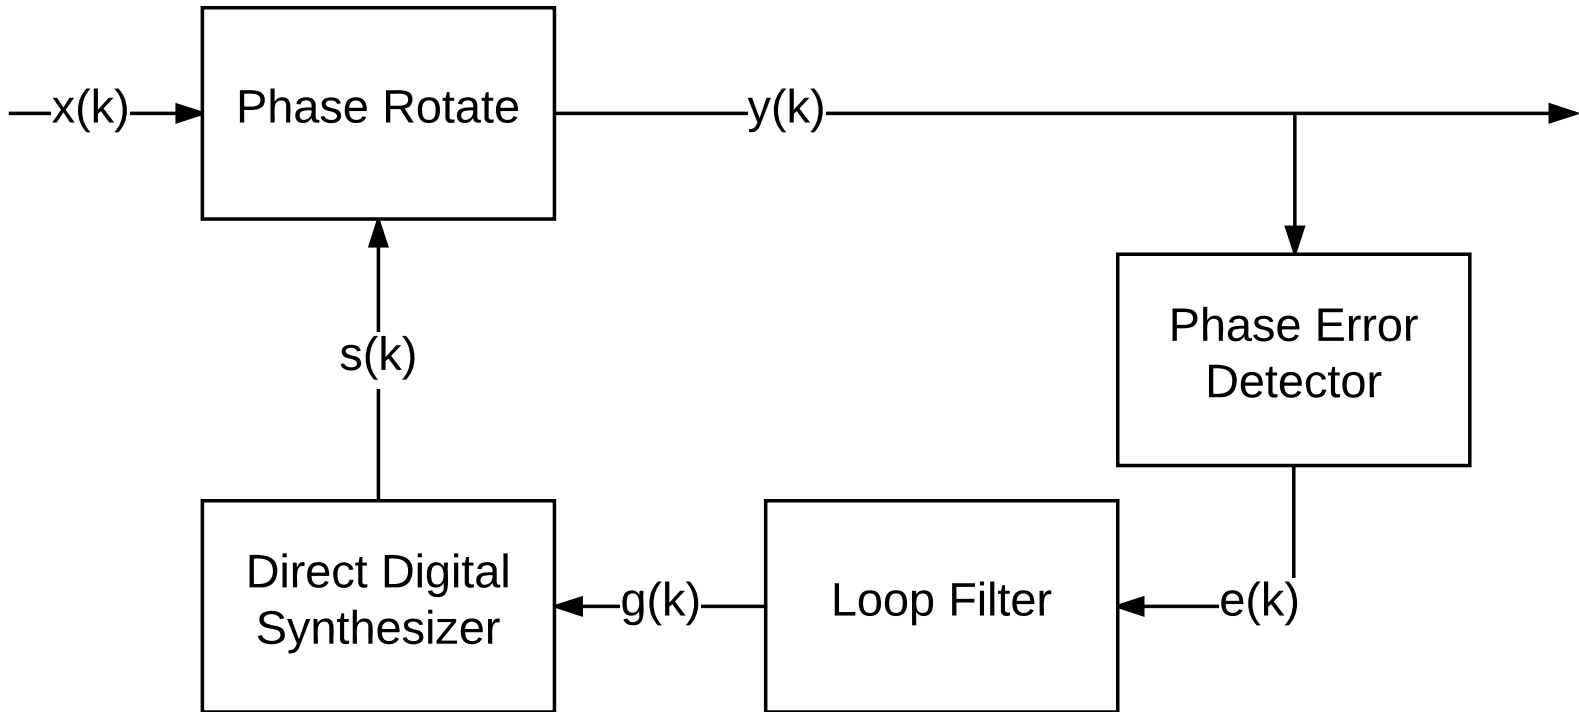 x(k)
Phase Rotate
y(k)
Phase Error
Detector
s(k)
Direct Digital
Synthesizer
g(k)
Loop Filter
e(k)